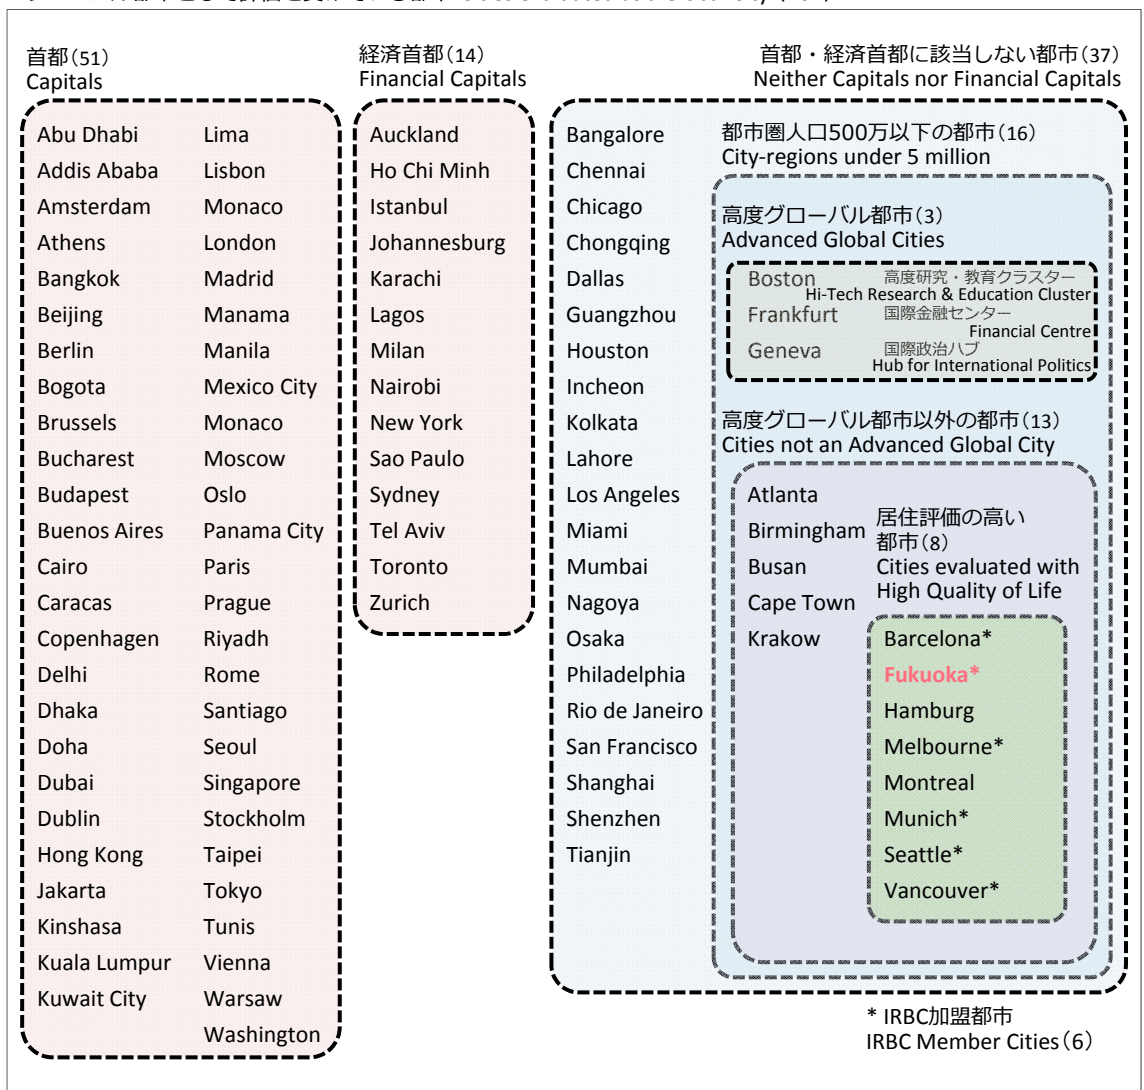 首都(51)
Capitals
Abu Dhabi
Addis Ababa
Amsterdam
Athens
Bangkok
Beijing
Berlin
Bogota
Brussels
Bucharest
Budapest
Buenos Aires
Cairo
Caracas
Copenhagen
Delhi
Dhaka
Doha
Dubai
Dublin
Hong Kong
Jakarta
Kinshasa
Kuala Lumpur
Kuwait City
Lima
Lisbon
Monaco
London
Madrid
Manama
Manila
Mexico City
Monaco
Moscow
Oslo
Panama City
Paris
Prague
Riyadh
Rome
Santiago
Seoul
Singapore
Stockholm
Taipei
Tokyo
Tunis
Vienna
Warsaw
Washington
経済首都(14)
Financial Capitals
Auckland
Ho Chi Minh
Istanbul
Johannesburg
Karachi
Lagos
Milan
Nairobi
New York
Sao Paulo
Sydney
Tel Aviv
Toronto
Zurich
首都・経済首都に該当しない都市(37)
Neither Capitals nor Financial Capitals
Bangalore
Chennai
Chicago
Chongqing
Dallas
Guangzhou
Houston
Incheon
Kolkata
Lahore
Los Angeles
Miami
Mumbai
Nagoya
Osaka
Philadelphia
Rio de Janeiro
San Francisco
Shanghai
Shenzhen
Tianjin
都市圏人口500万以下の都市(16)
City-regions under 5 million
高度グローバル都市(3)
Advanced Global Cities
Boston 高度研究・教育クラスター
Hi-Tech Research & Education Cluster
Frankfurt 国際金融センター
Financial Centre
Geneva 国際政治ハブ
Hub for International Politics
高度グローバル都市以外の都市(13)
Cities not an Advanced Global City
Atlanta
Birmingham
Busan
Cape Town
Krakow
居住評価の高い
都市(8)
Cities evaluated with
High Quality of Life
Barcelona*
Fukuoka*
Hamburg
Melbourne*
Montreal
Munich*
Seattle*
Vancouver*
* IRBC加盟都市
IRBC Member Cities(6)